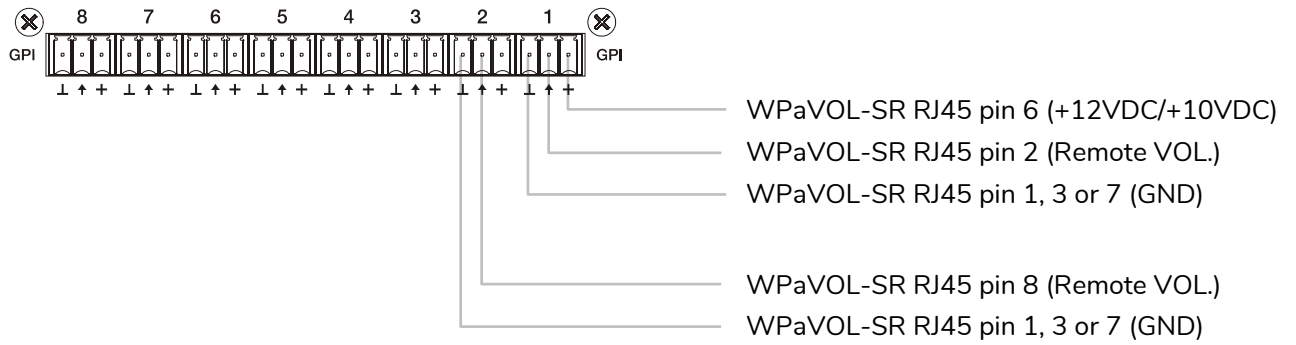 8 7 6 5 4 3 2 1
GPI GPI
⊥ ↑ + ⊥ ↑ + ⊥ ↑ + ⊥ ↑ + ⊥ ↑ + ⊥ ↑ + ⊥ ↑ + ⊥ ↑ +
WPaVOL-SR RJ45 pin 6 (+12VDC/+10VDC)
WPaVOL-SR RJ45 pin 2 (Remote VOL.)
WPaVOL-SR RJ45 pin 1, 3 or 7 (GND)
WPaVOL-SR RJ45 pin 8 (Remote VOL.)
WPaVOL-SR RJ45 pin 1, 3 or 7 (GND)